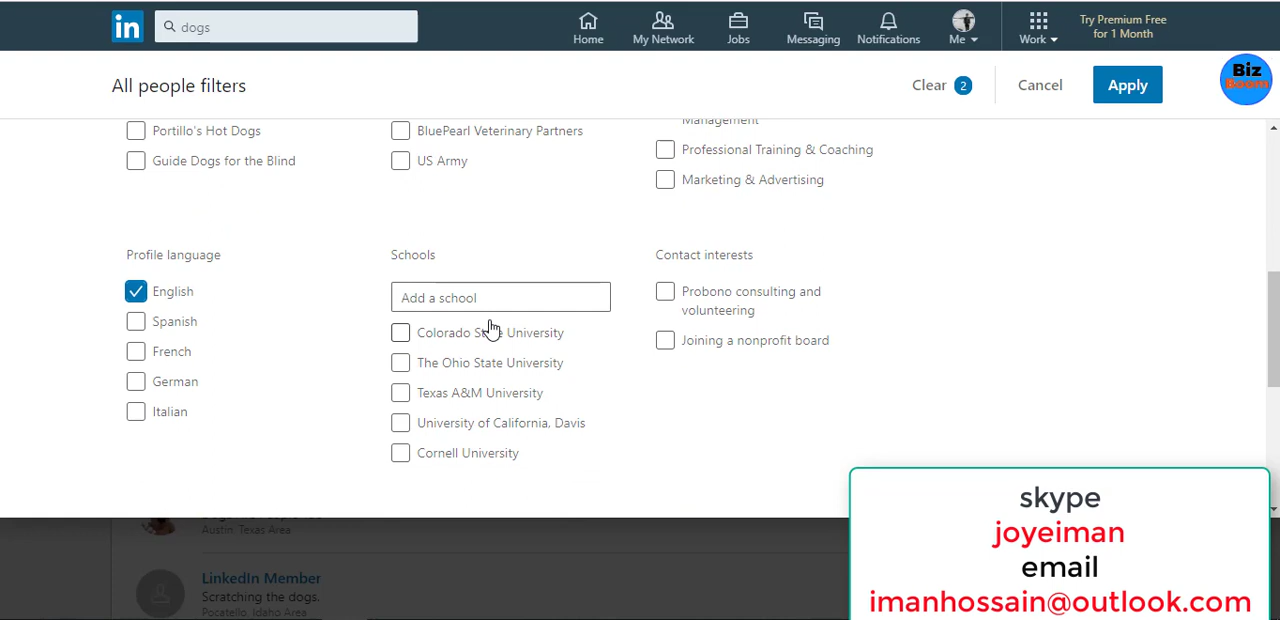 in
dogs
Home
My Network
Jobs
Messaging
Notifications
Me
Work
Try Premium Free
for 1 Month
All people filters
Clear 2
Cancel
Apply
Biz
Boom
Portillo's Hot Dogs
Guide Dogs for the Blind
BluePearl Veterinary Partners
US Army
Management
Professional Training & Coaching
Marketing & Advertising
Profile language
English
Spanish
French
German
Italian
Schools
Add a school
Colorado State University
The Ohio State University
Texas A&M University
University of California, Davis
Cornell University
Contact interests
Probono consulting and
volunteering
Joining a nonprofit board
Austin, Texas Area
LinkedIn Member
Scratching the dogs.
Pocatello, Idaho Area
skype
joyeiman
email
imanhossain@outlook.com